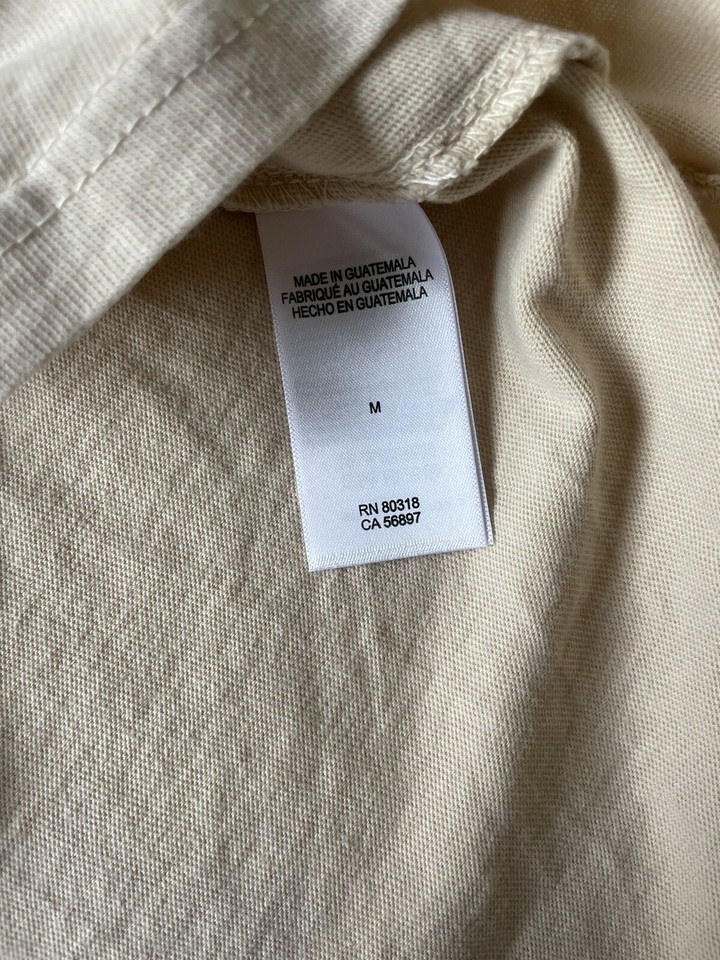 MADE IN GUATEMALA
FABRIQUÉ AU GUATEMALA
HECHO EN GUATEMALA
M
RN 80318
CA 56897